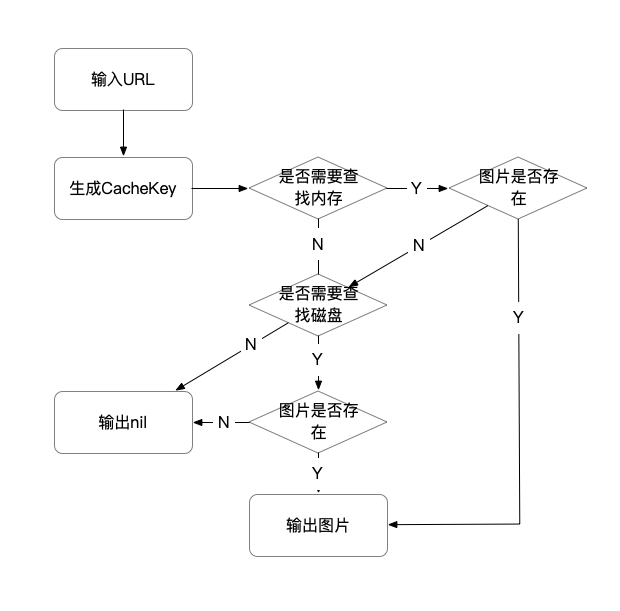 输入URL
生成CacheKey
是否需要查
找内存
Y
图片是否存
在
N
N
是否需要查
找磁盘
Y
N
Y
输出nil
N
图片是否存
在
Y
输出图片